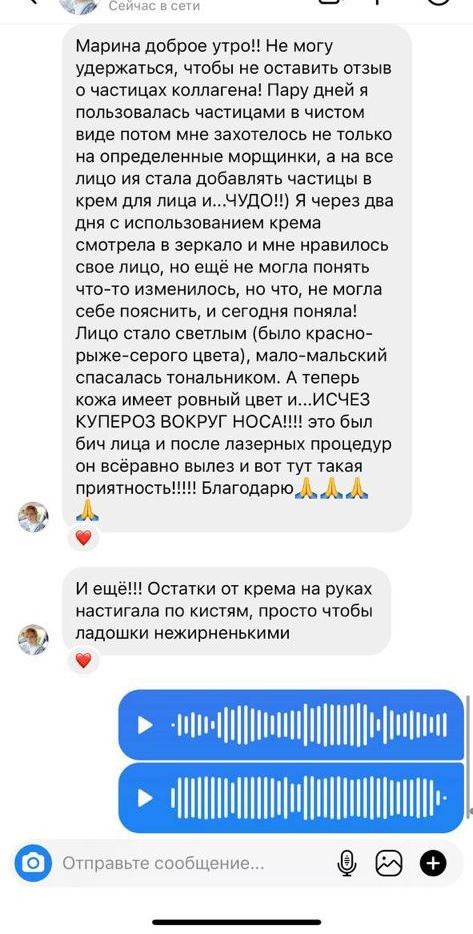 Сейчас в сети
Марина доброе утро!! Не могу
удержаться, чтобы не оставить отзыв
о частицах коллагена! Пару дней я
пользовалась частицами в чистом
виде потом мне захотелось не только
на определенные морщинки, а на все
лицо ия стала добавлять частицы в
крем для лица и...ЧУДО!!) Я через два
дня с использованием крема
смотрела в зеркало и мне нравилось
свое лицо, но ещё не могла понять
что-то изменилось, но что, не могла
себе пояснить, и сегодня поняла!
Лицо стало светлым (было красно-
рыже-серого цвета), мало-мальский
спасалась тональником. А теперь
кожа имеет ровный цвет и...ИСЧЕЗ
КУПЕРОЗ ВОКРУГ НОСА!!!! это был
бич лица и после лазерных процедур
он всёравно вылез и вот тут такая
приятность!!!!! Благодарю🙏🙏🙏
🙏
И ещё!!! Остатки от крема на руках
настигала по кистям, просто чтобы
ладошки нежирненькими
Отправьте сообщение...